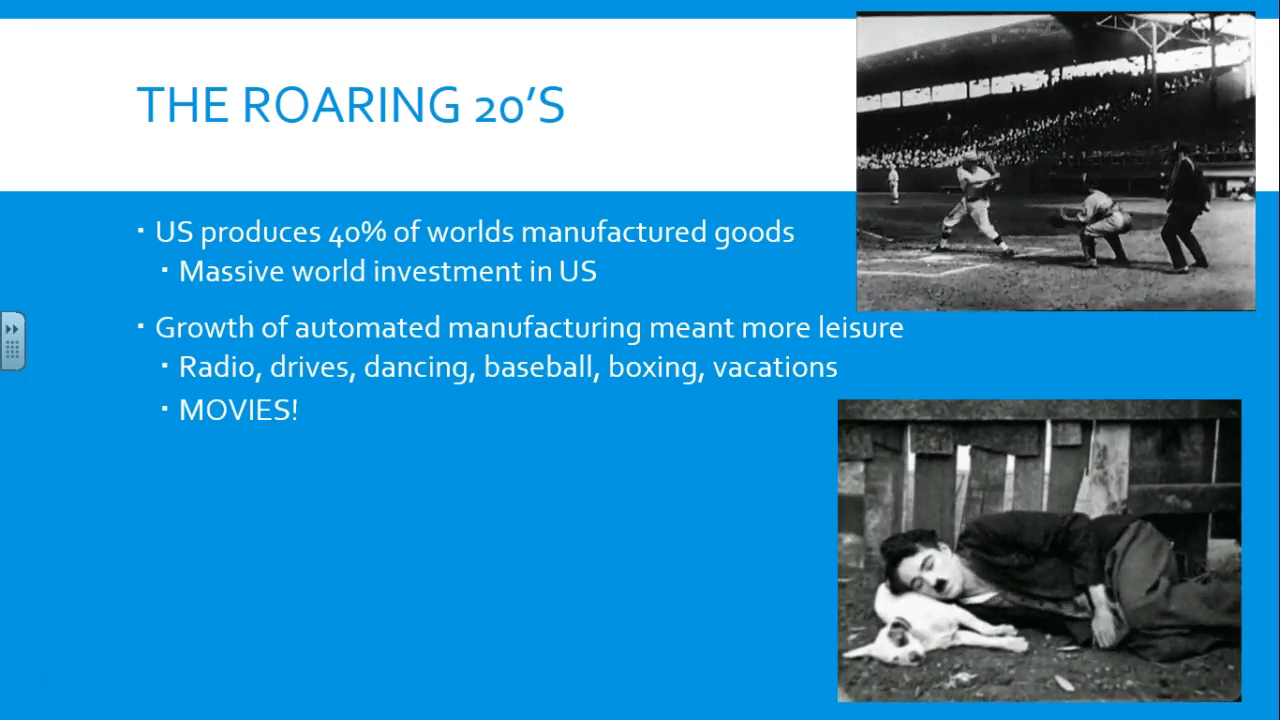 THE ROARING 20'S
▪ US produces 40% of worlds manufactured goods
▪ Massive world investment in US
▪ Growth of automated manufacturing meant more leisure
▪ Radio, drives, dancing, baseball, boxing, vacations
▪ MOVIES!